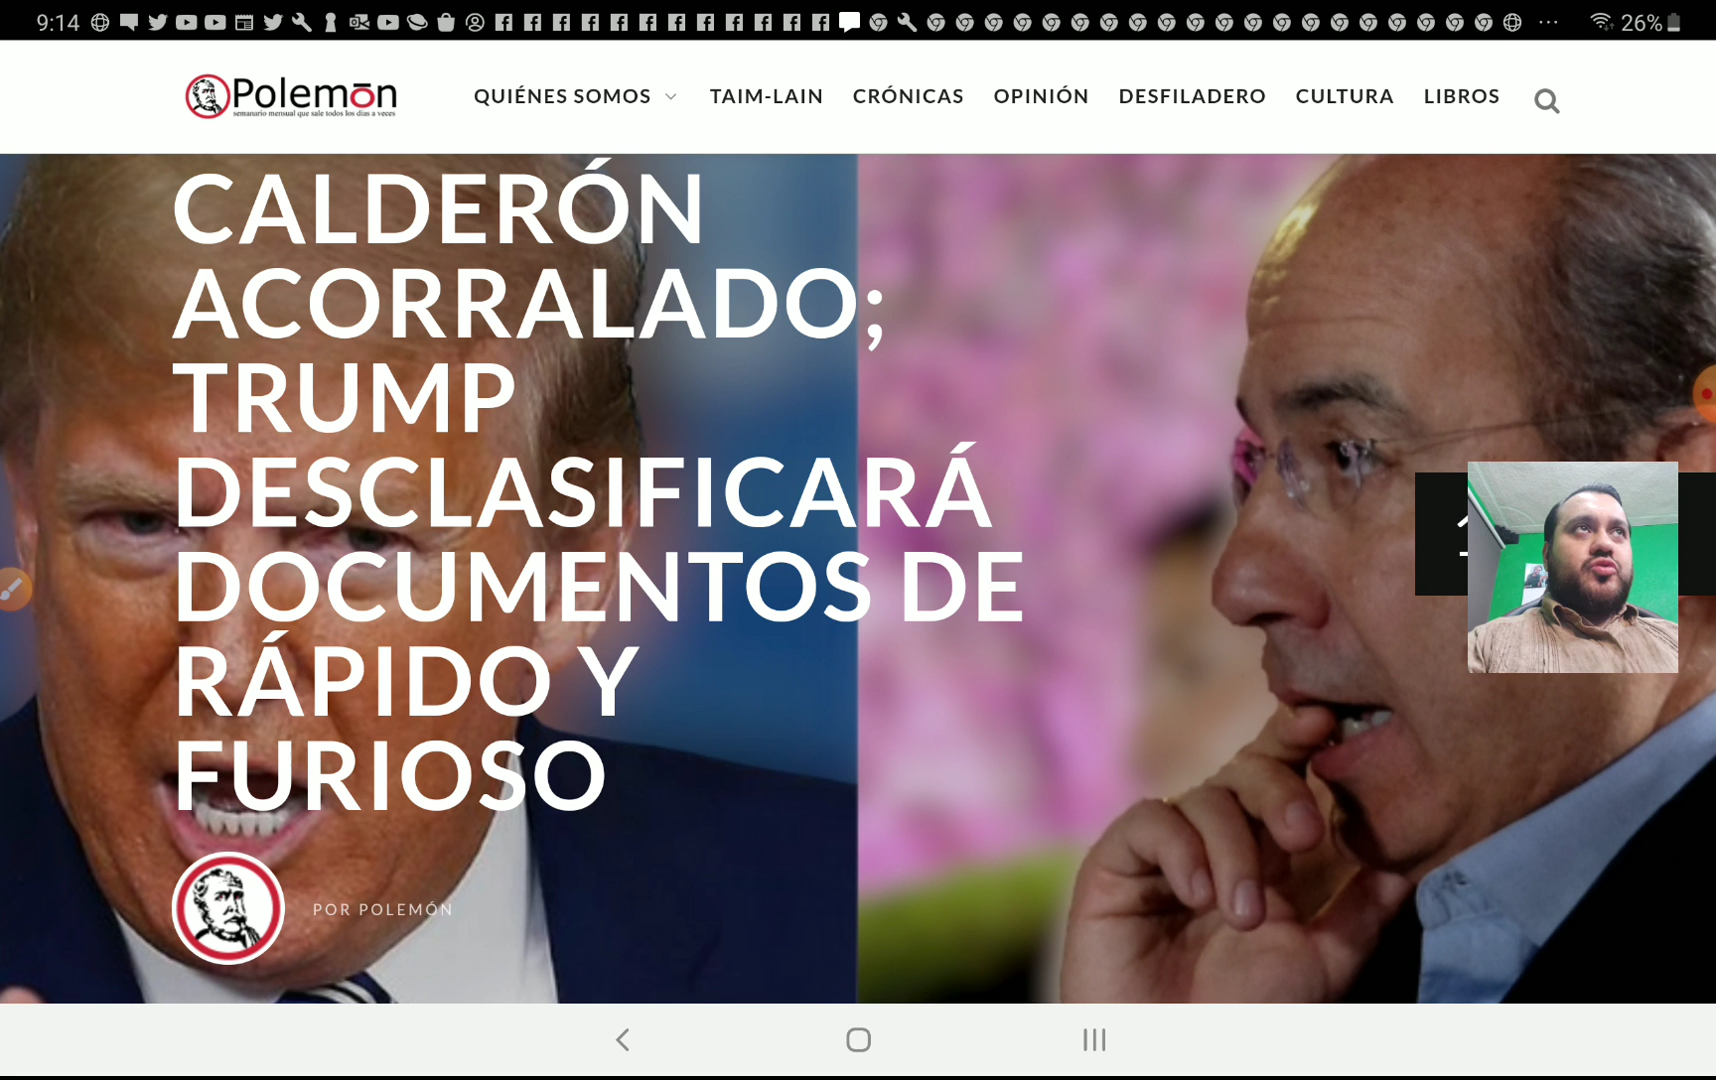 9:14
26%
Polemōn
semanario mensual que sale todos los días a veces
QUIÉNES SOMOS
TAIM-LAIN
CRÓNICAS
OPINIÓN
DESFILADERO
CULTURA
LIBROS
CALDERÓN
ACORRALADO;
TRUMP
DESCLASIFICARÁ
DOCUMENTOS DE
RÁPIDO Y
FURIOSO
POR POLEMÓN